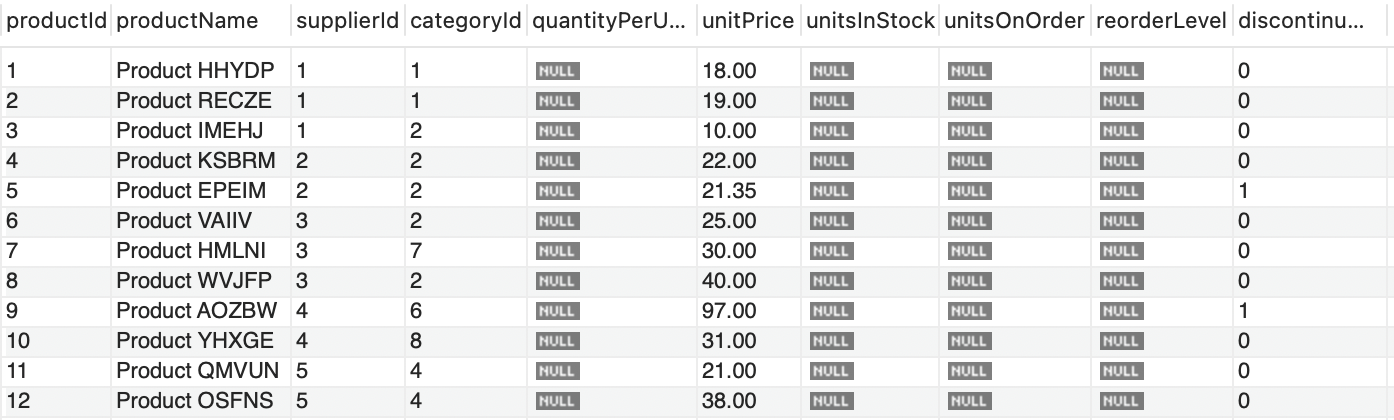 productId productName supplierId categoryId quantityPerU... unitPrice unitsInStock unitsOnOrder reorderLevel discontinu...
1 Product HHYDP 1 1 NULL 18.00 NULL NULL NULL 0
2 Product RECZE 1 1 NULL 19.00 NULL NULL NULL 0
3 Product IMEHJ 1 2 NULL 10.00 NULL NULL NULL 0
4 Product KSBRM 2 2 NULL 22.00 NULL NULL NULL 0
5 Product EPEIM 2 2 NULL 21.35 NULL NULL NULL 1
6 Product VAIIV 3 2 NULL 25.00 NULL NULL NULL 0
7 Product HMLNI 3 7 NULL 30.00 NULL NULL NULL 0
8 Product WVJFP 3 2 NULL 40.00 NULL NULL NULL 0
9 Product AOZBW 4 6 NULL 97.00 NULL NULL NULL 1
10 Product YHXGE 4 8 NULL 31.00 NULL NULL NULL 0
11 Product QMVUN 5 4 NULL 21.00 NULL NULL NULL 0
12 Product OSFNS 5 4 NULL 38.00 NULL NULL NULL 0